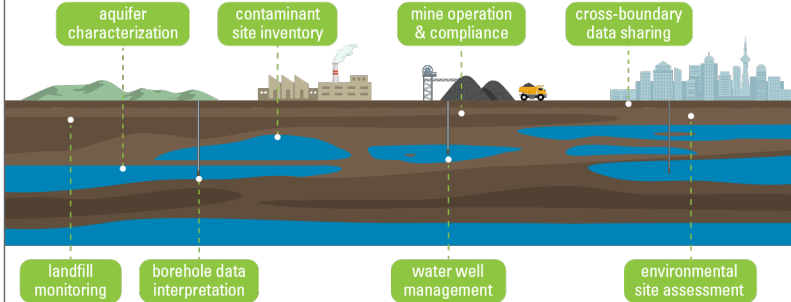 aquifer
characterization
contaminant
site inventory
mine operation
& compliance
cross-boundary
data sharing
landfill
monitoring
borehole data
interpretation
water well
management
environmental
site assessment